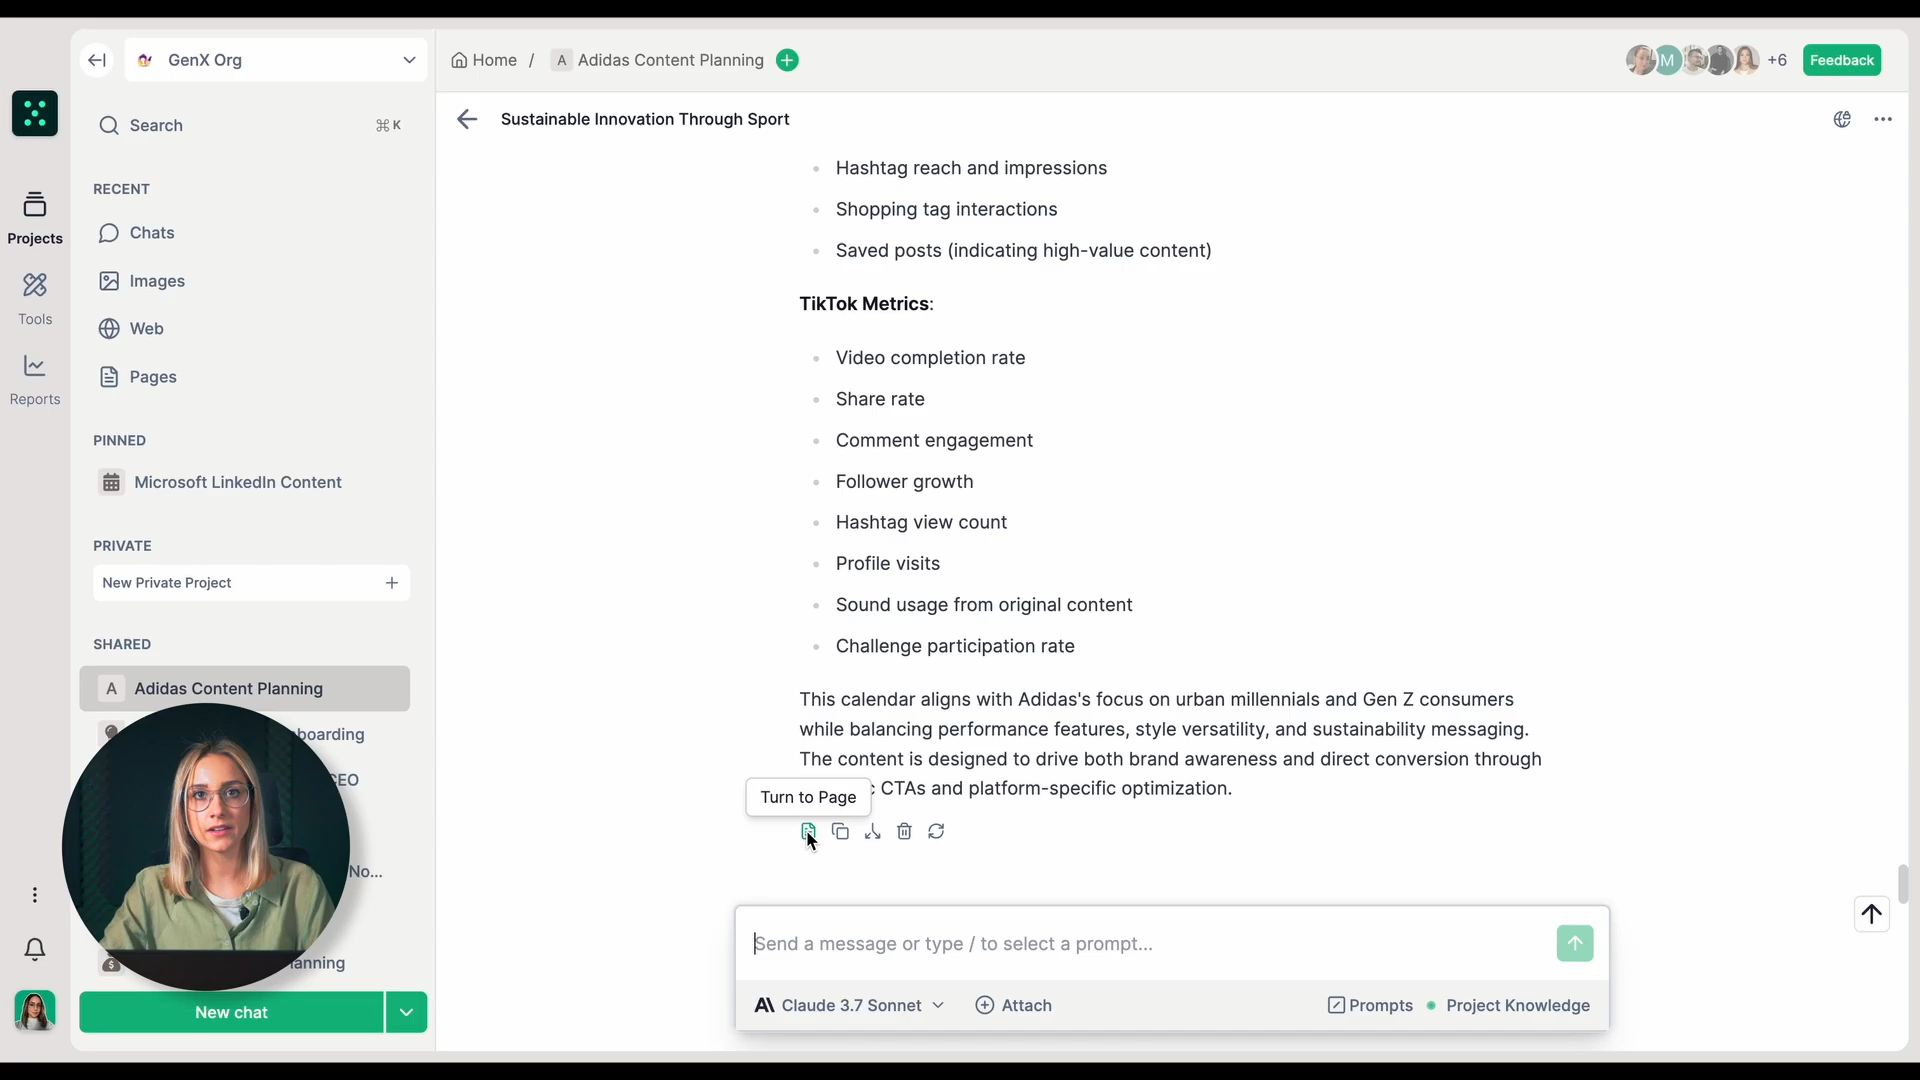 GenX Org
Home / A Adidas Content Planning
M
+6
Feedback
Search
⌘ K
Sustainable Innovation Through Sport
RECENT
Chats
Images
Web
Pages
Projects
Tools
Reports
PINNED
Microsoft LinkedIn Content
PRIVATE
New Private Project
SHARED
A Adidas Content Planning
boarding
CEO
No...
anning
New chat
Hashtag reach and impressions
Shopping tag interactions
Saved posts (indicating high-value content)
TikTok Metrics:
Video completion rate
Share rate
Comment engagement
Follower growth
Hashtag view count
Profile visits
Sound usage from original content
Challenge participation rate
This calendar aligns with Adidas's focus on urban millennials and Gen Z consumers
while balancing performance features, style versatility, and sustainability messaging.
The content is designed to drive both brand awareness and direct conversion through
CTAs and platform-specific optimization.
Turn to Page
Send a message or type / to select a prompt...
Claude 3.7 Sonnet
Attach
Prompts
Project Knowledge